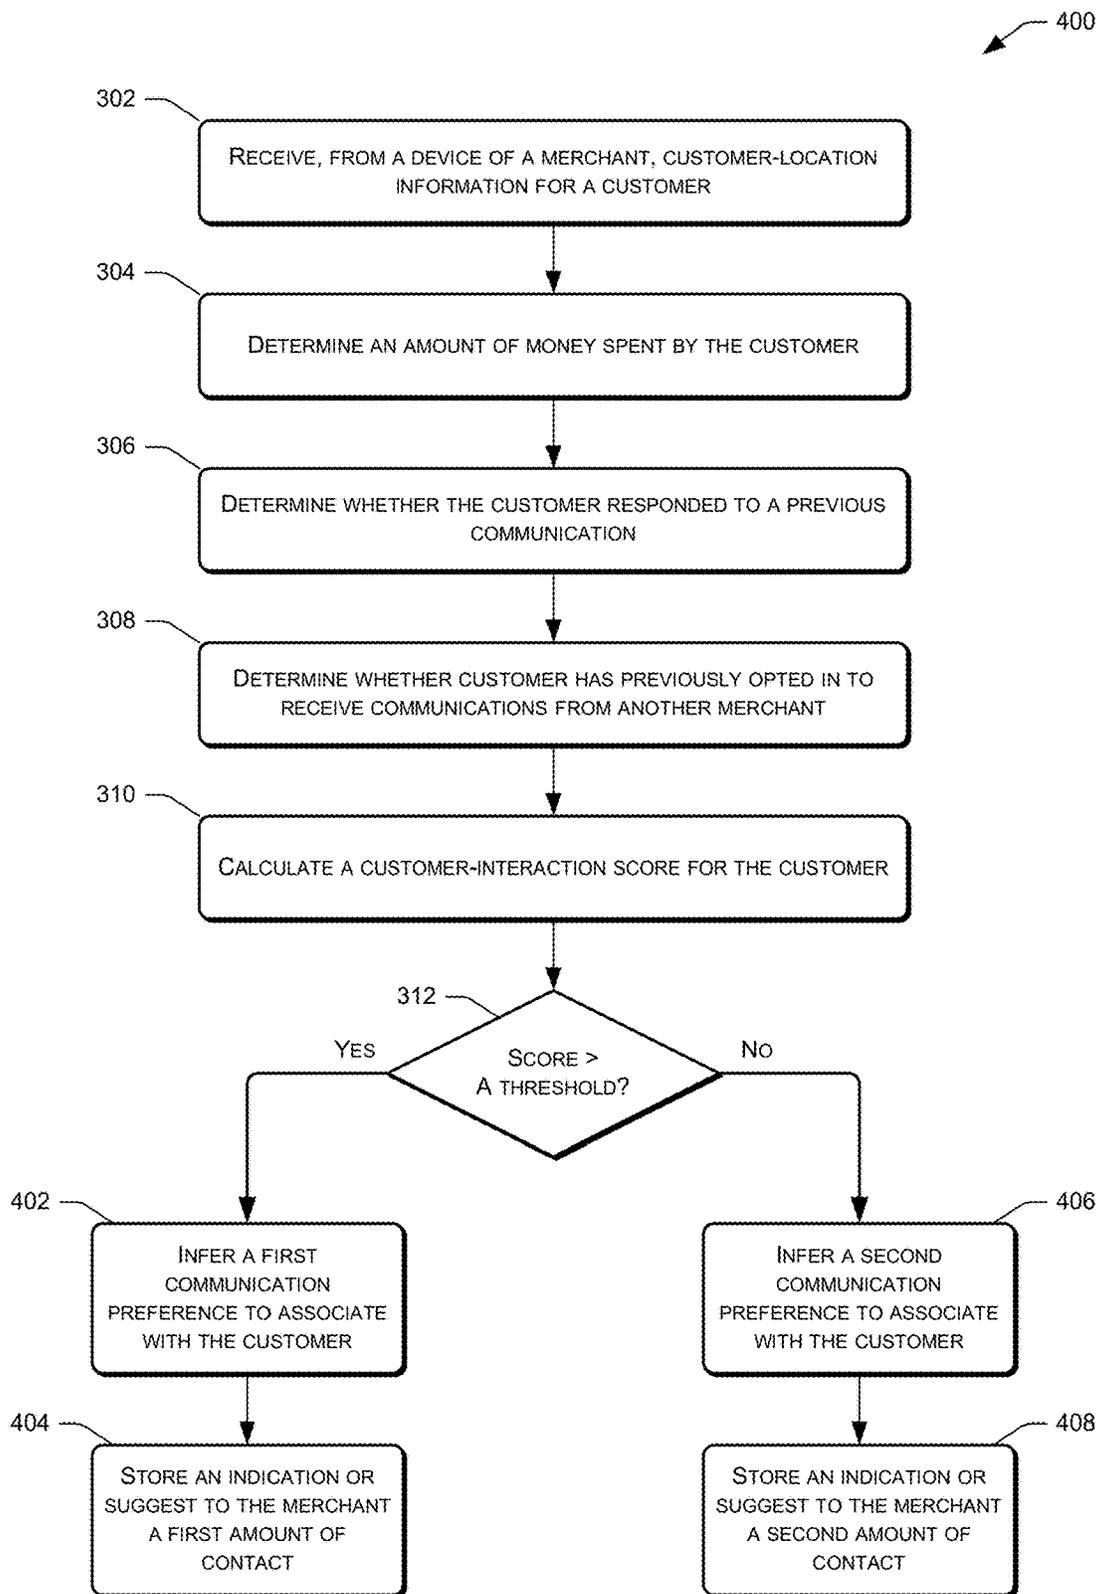 400
302
RECEIVE, FROM A DEVICE OF A MERCHANT, CUSTOMER-LOCATION
INFORMATION FOR A CUSTOMER
304
DETERMINE AN AMOUNT OF MONEY SPENT BY THE CUSTOMER
306
DETERMINE WHETHER THE CUSTOMER RESPONDED TO A PREVIOUS
COMMUNICATION
308
DETERMINE WHETHER CUSTOMER HAS PREVIOUSLY OPTED IN TO
RECEIVE COMMUNICATIONS FROM ANOTHER MERCHANT
310
CALCULATE A CUSTOMER-INTERACTION SCORE FOR THE CUSTOMER
312
YES
SCORE >
A THRESHOLD?
NO
402
INFER A FIRST
COMMUNICATION
PREFERENCE TO ASSOCIATE
WITH THE CUSTOMER
406
INFER A SECOND
COMMUNICATION
PREFERENCE TO ASSOCIATE
WITH THE CUSTOMER
404
STORE AN INDICATION OR
SUGGEST TO THE MERCHANT
A FIRST AMOUNT OF
CONTACT
408
STORE AN INDICATION OR
SUGGEST TO THE MERCHANT
A SECOND AMOUNT OF
CONTACT